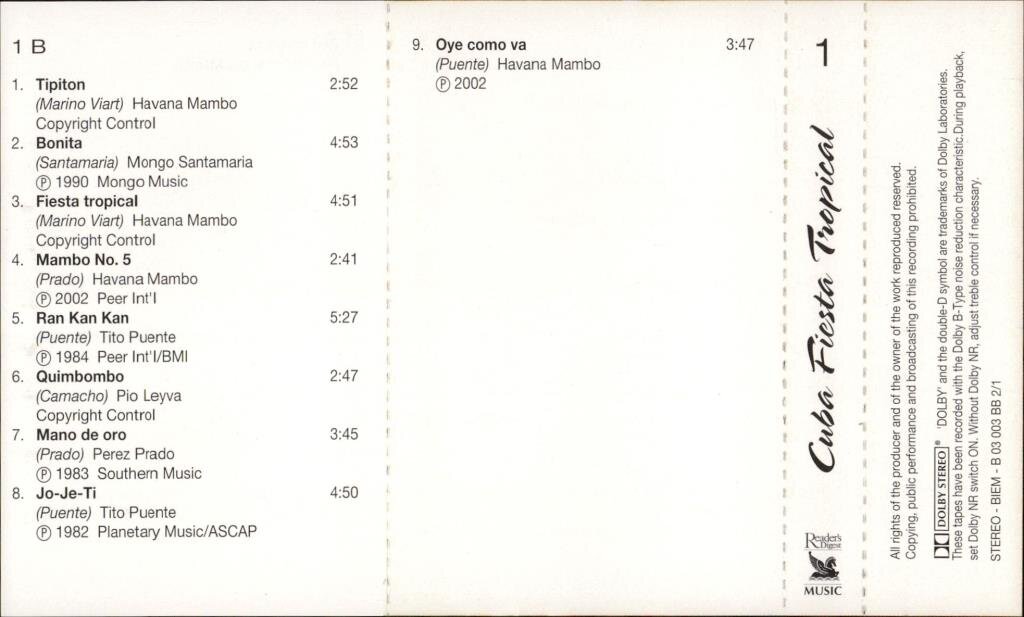 1 B
1. Tipiton 2:52
(Marino Viart) Havana Mambo
Copyright Control
2. Bonita 4:53
(Santamaria) Mongo Santamaria
℗ 1990 Mongo Music
3. Fiesta tropical 4:51
(Marino Viart) Havana Mambo
Copyright Control
4. Mambo No. 5 2:41
(Prado) Havana Mambo
℗ 2002 Peer Int'l
5. Ran Kan Kan 5:27
(Puente) Tito Puente
℗ 1984 Peer Int'l/BMI
6. Quimbombo 2:47
(Camacho) Pio Leyva
Copyright Control
7. Mano de oro 3:45
(Prado) Perez Prado
℗ 1983 Southern Music
8. Jo-Je-Ti 4:50
(Puente) Tito Puente
℗ 1982 Planetary Music/ASCAP
9. Oye como va 3:47
(Puente) Havana Mambo
℗ 2002
1
Cuba Fiesta Tropical
Reader's
Digest
MUSIC
All rights of the producer and of the owner of the work reproduced reserved.
Copying, public performance and broadcasting of this recording prohibited.
DOLBY STEREO ® 'DOLBY' and the double-D symbol are trademarks of Dolby Laboratories.
These tapes have been recorded with the Dolby B-Type noise reduction characteristic.During playback,
set Dolby NR switch ON. Without Dolby NR, adjust treble control if necessary.
STEREO - BIEM - B 03 003 BB 2/1